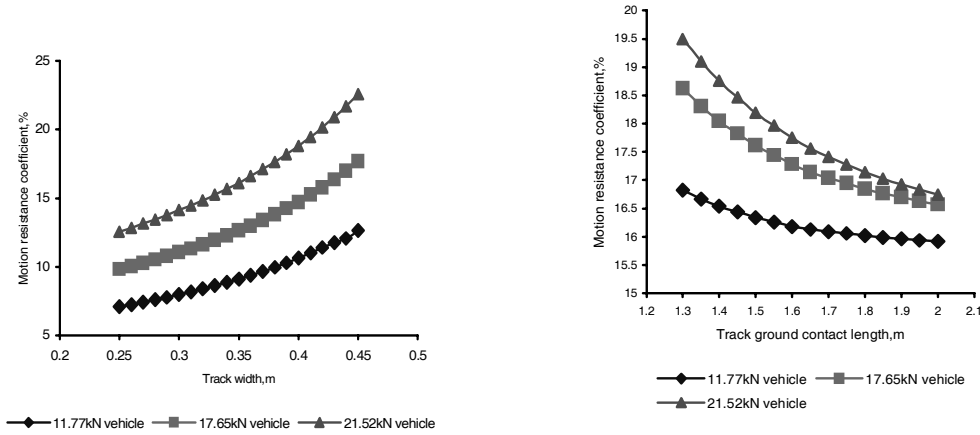 Motion resistance coefficient,%
25
20
15
10
5
0.2 0.25 0.3 0.35 0.4 0.45 0.5
Track width,m
11.77kN vehicle 17.65kN vehicle 21.52kN vehicle
Motion resistance coefficient,%
20
19.5
19
18.5
18
17.5
17
16.5
16
15.5
15
1.2 1.3 1.4 1.5 1.6 1.7 1.8 1.9 2 2.1
Track ground contact length,m
11.77kN vehicle 17.65kN vehicle
21.52kN vehicle